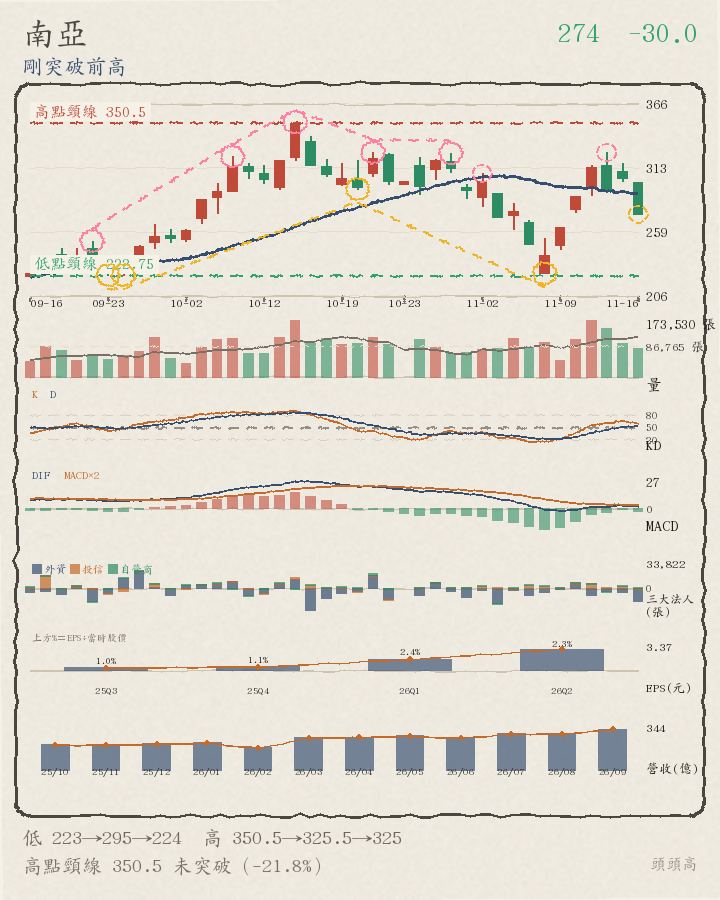 南亞
274 -30.0
剛突破前高
高點頸線 350.5
366
313
259
206
低點頸線 222.75
09-16 09-23 10-02 10-12 10-19 10-23 11-02 11-09 11-16
173,530 張
86,765 張
量
K D
80
50
20
KD
DIF MACD×2
27
0
MACD
外資 投信 自營商
33,822
0
三大法人
(張)
上方%=EPS÷當時股價
1.0% 1.1% 2.4% 2.3%
3.37
25Q3 25Q4 26Q1 26Q2
EPS(元)
344
25/10 25/11 25/12 26/01 26/02 26/03 26/04 26/05 26/06 26/07 26/08 26/09
營收(億)
低 223→295→224 高 350.5→325.5→325
高點頸線 350.5 未突破 (-21.8%)
頭頭高